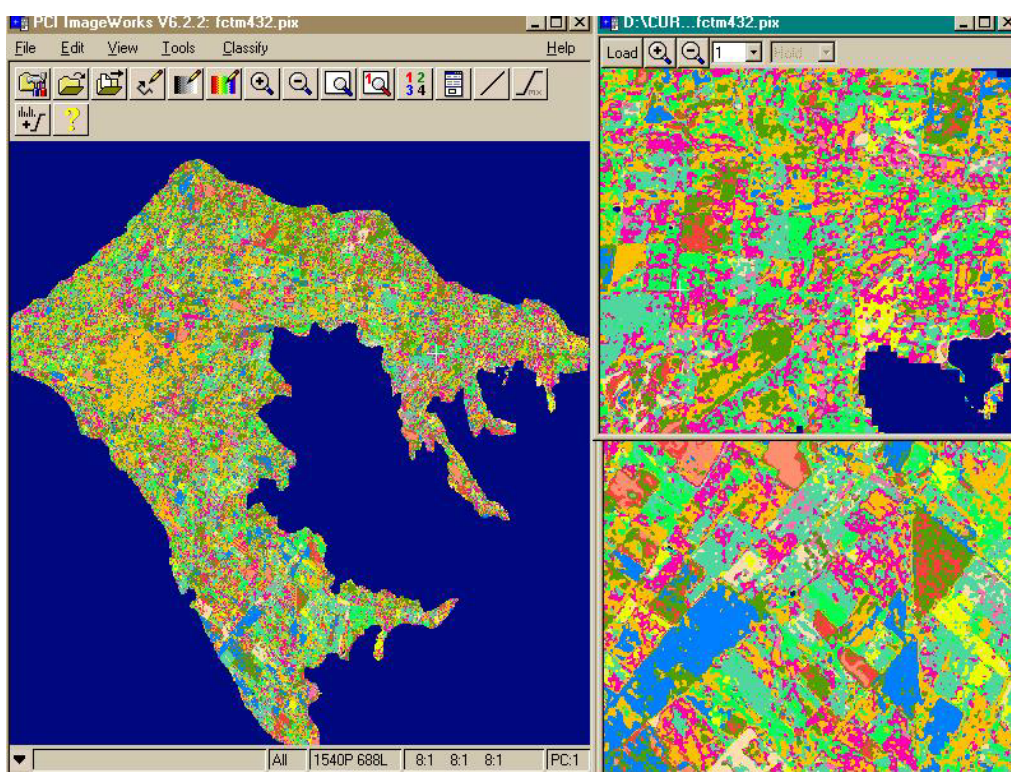 PCI ImageWorks V6.2.2: fctm432.pix
File Edit View Tools Classify Help
1 2
3 4
mx
?
All 1540P 688L 8:1 8:1 8:1 PC:1
D:\CUR...fctm432.pix
Load 1 Hold